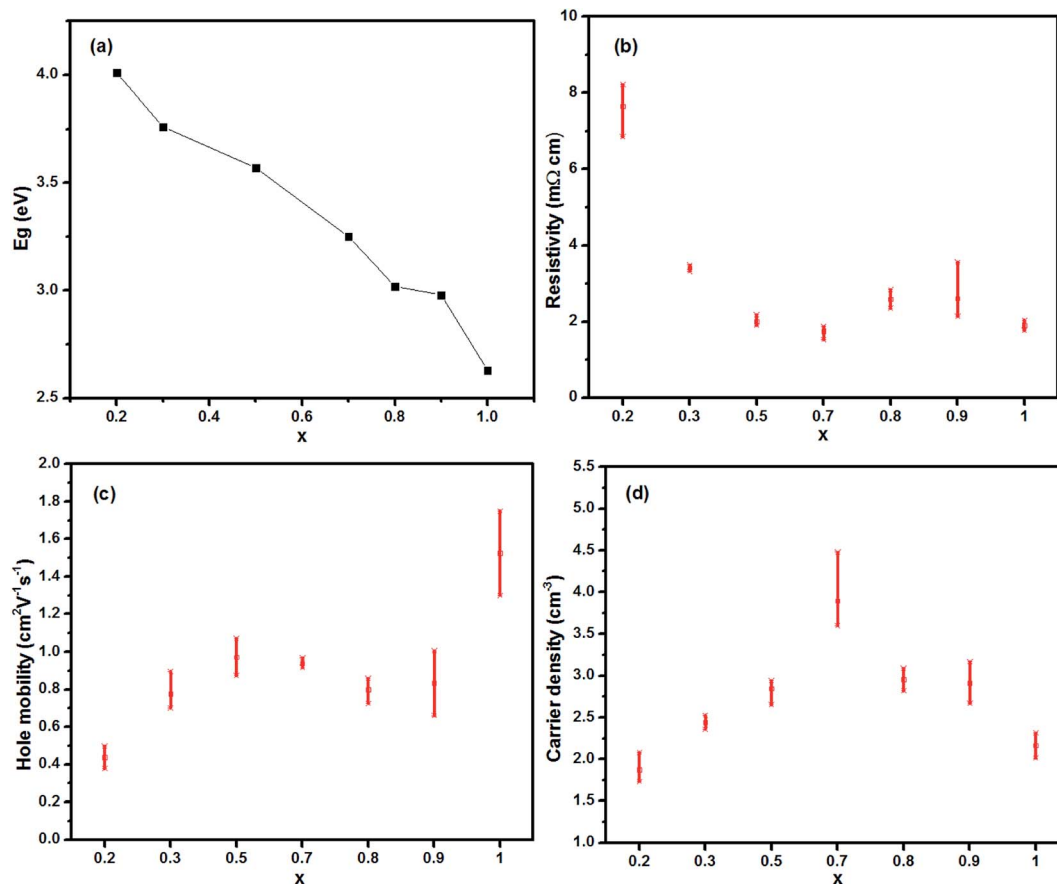 (a)
Eg (eV)
4.0
3.5
3.0
2.5
0.2 0.4 0.6 0.8 1.0
x
(b)
Resistivity (mΩ cm)
10
8
6
4
2
0
0.2 0.3 0.5 0.7 0.8 0.9 1
x
(c)
Hole mobility (cm²V⁻¹s⁻¹)
2.0
1.8
1.6
1.4
1.2
1.0
0.8
0.6
0.4
0.2
0.0
0.2 0.3 0.5 0.7 0.8 0.9 1
x
(d)
Carrier density (cm⁻³)
5.5
5.0
4.5
4.0
3.5
3.0
2.5
2.0
1.5
1.0
0.2 0.3 0.5 0.7 0.8 0.9 1
x